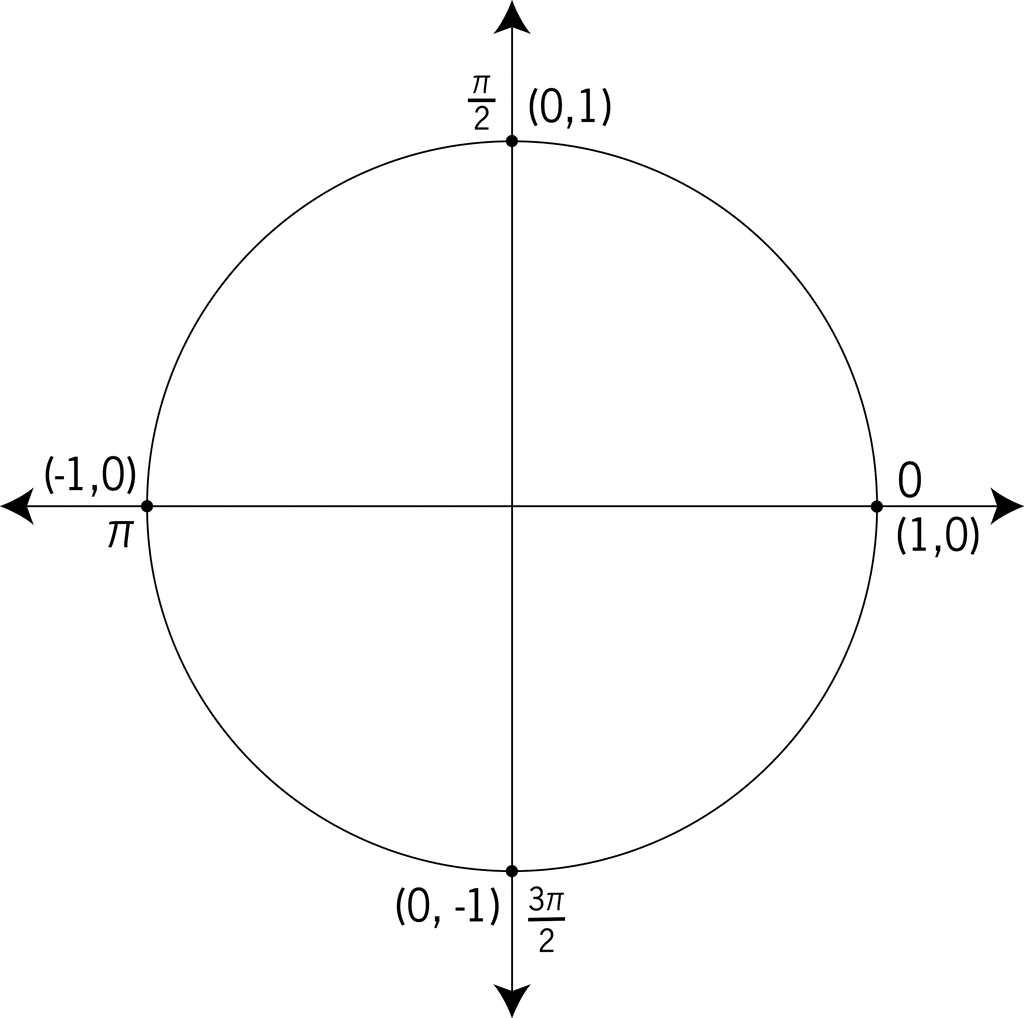 π/2 (0,1)
(-1,0) 0
π (1,0)
(0, -1) 3π/2